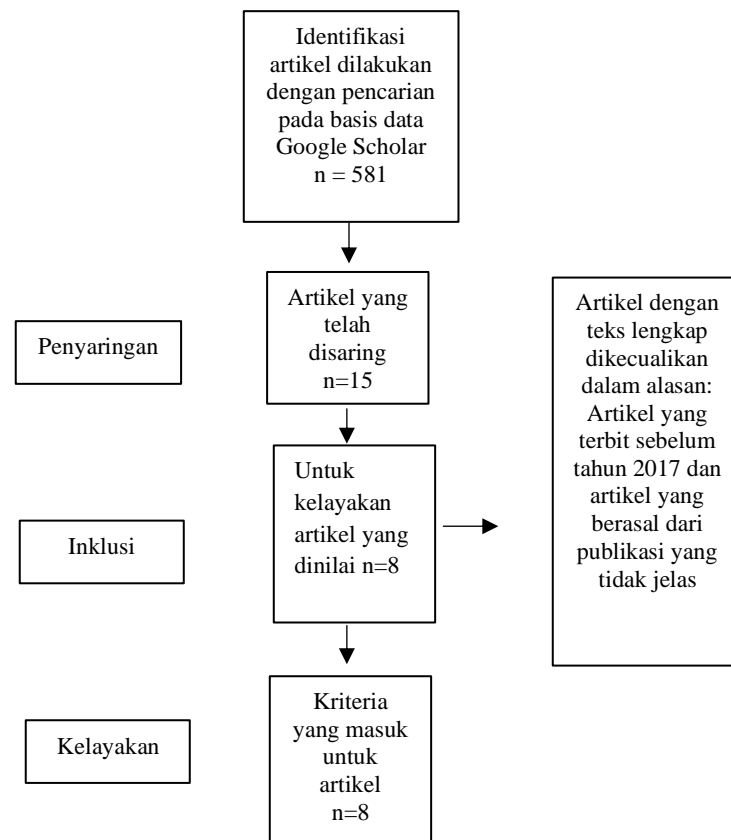 Identifikasi
artikel dilakukan
dengan pencarian
pada basis data
Google Scholar
n = 581
Penyaringan
Artikel yang
telah
disaring
n=15
Artikel dengan
teks lengkap
dikecualikan
dalam alasan:
Artikel yang
terbit sebelum
tahun 2017 dan
artikel yang
berasal dari
publikasi yang
tidak jelas
Inklusi
Untuk
kelayakan
artikel yang
dinilai n=8
Kelayakan
Kriteria
yang masuk
untuk
artikel
n=8